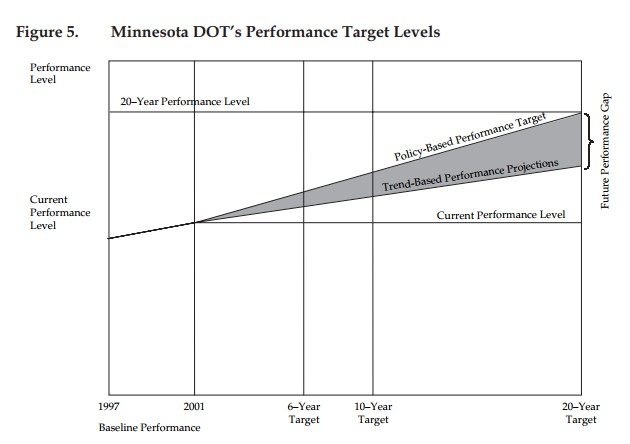 Figure 5. Minnesota DOT's Performance Target Levels
Performance
Level
20–Year Performance Level
Policy-Based Performance Target
Trend-Based Performance Projections
Future Performance Gap
Current
Performance
Level
Current Performance Level
1997
2001
6–Year
Target
10–Year
Target
20–Year
Target
Baseline Performance